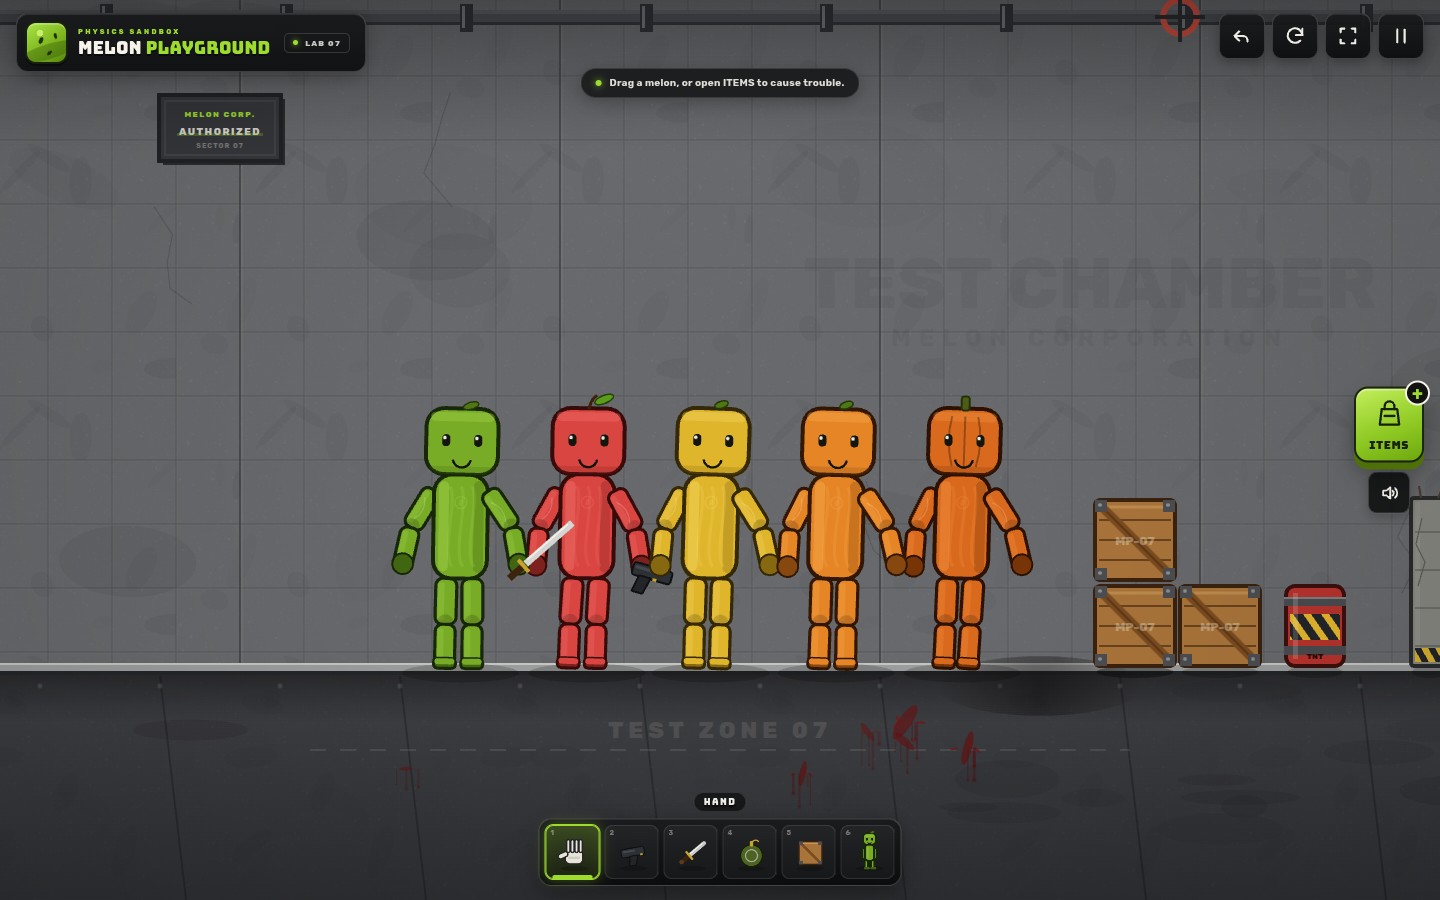 PHYSICS SANDBOX
MELON PLAYGROUND
LAB 07
Drag a melon, or open ITEMS to cause trouble.
MELON CORP.
AUTHORIZED
SECTOR 07
TEST CHAMBER
MELON CORPORATION
ITEMS
MP-07
MP-07
MP-07
TNT
TEST ZONE 07
HAND
1
2
3
4
5
6